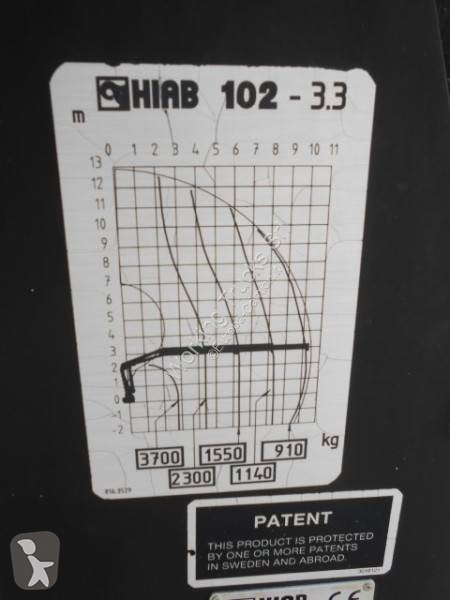 HIAB 102 - 3.3
m
0 1 2 3 4 5 6 7 8 9 10 11
13
12
11
10
9
8
7
6
5
4
3
2
1
0
-1
-2
kg
3700 1550 910
2300 1140
PATENT
THIS PRODUCT IS PROTECTED
BY ONE OR MORE PATENTS
IN SWEDEN AND ABROAD.
HIAB CE